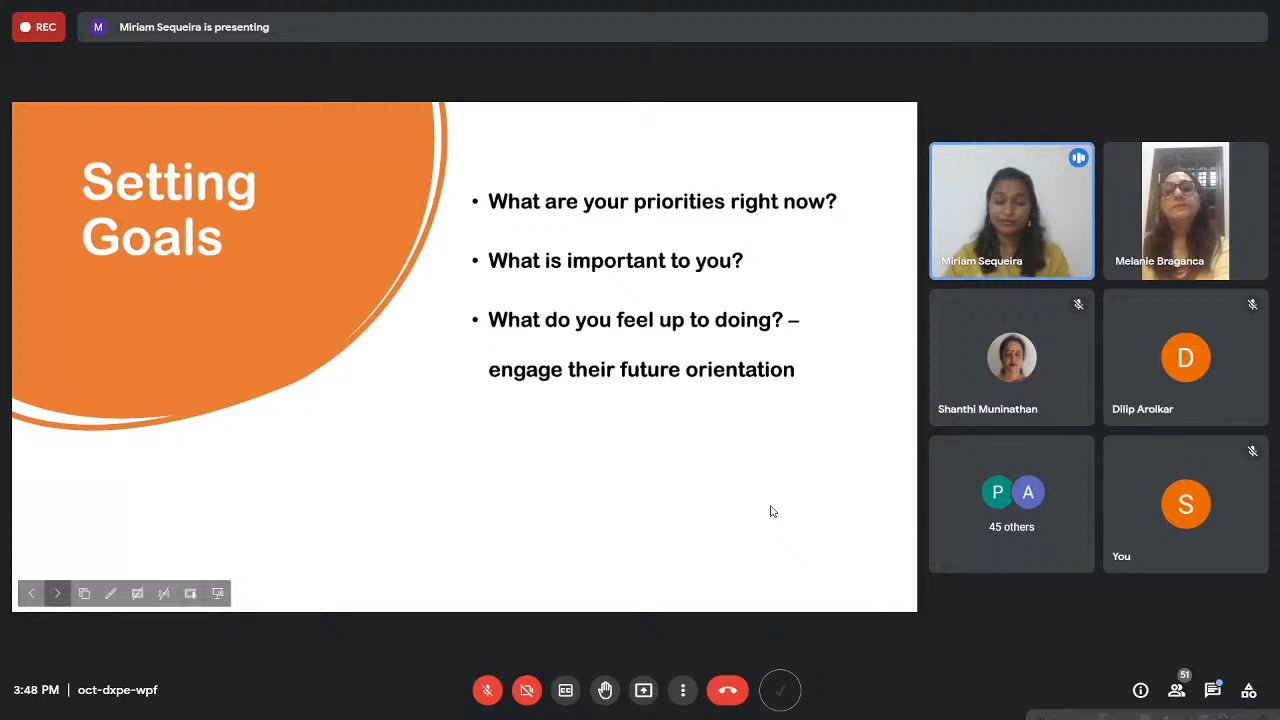 REC
M
Miriam Sequeira is presenting
Setting
Goals
• What are your priorities right now?
• What is important to you?
• What do you feel up to doing? –
engage their future orientation
Miriam Sequeira
Melanie Braganca
Shanthi Muninathan
D
Dilip Arolkar
P A
45 others
S
You
3:48 PM | oct-dxpe-wpf
CC
51